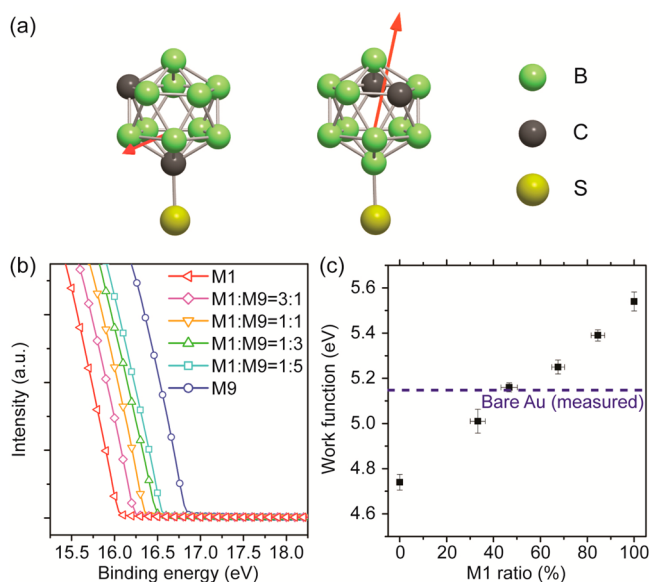 (a)
B
C
S
(b)
M1
M1:M9=3:1
M1:M9=1:1
M1:M9=1:3
M1:M9=1:5
M9
Intensity (a.u.)
15.5 16.0 16.5 17.0 17.5 18.0
Binding energy (eV)
(c)
5.6
5.4
5.2
5.0
4.8
4.6
Work function (eV)
Bare Au (measured)
0 20 40 60 80 100
M1 ratio (%)